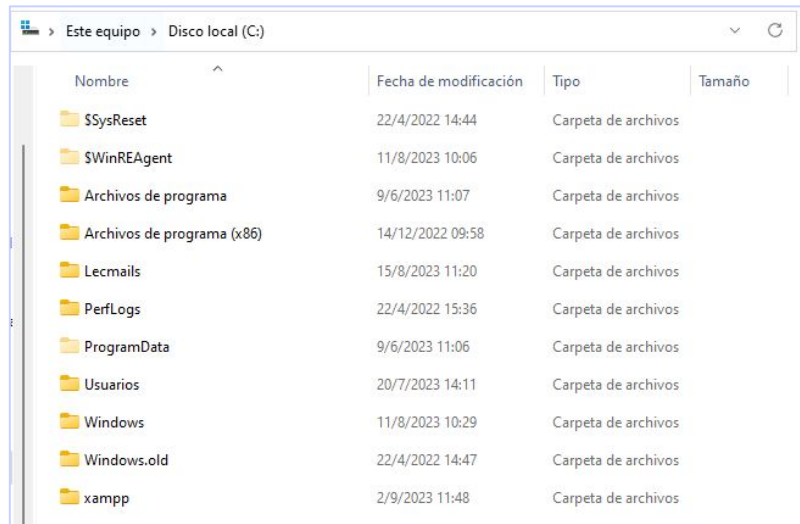 Este equipo > Disco local (C:)
Nombre Fecha de modificación Tipo Tamaño
$SysReset 22/4/2022 14:44 Carpeta de archivos
$WinREAgent 11/8/2023 10:06 Carpeta de archivos
Archivos de programa 9/6/2023 11:07 Carpeta de archivos
Archivos de programa (x86) 14/12/2022 09:58 Carpeta de archivos
Lecmails 15/8/2023 11:20 Carpeta de archivos
PerfLogs 22/4/2022 15:36 Carpeta de archivos
ProgramData 9/6/2023 11:06 Carpeta de archivos
Usuarios 20/7/2023 14:11 Carpeta de archivos
Windows 11/8/2023 10:29 Carpeta de archivos
Windows.old 22/4/2022 14:47 Carpeta de archivos
xampp 2/9/2023 11:48 Carpeta de archivos